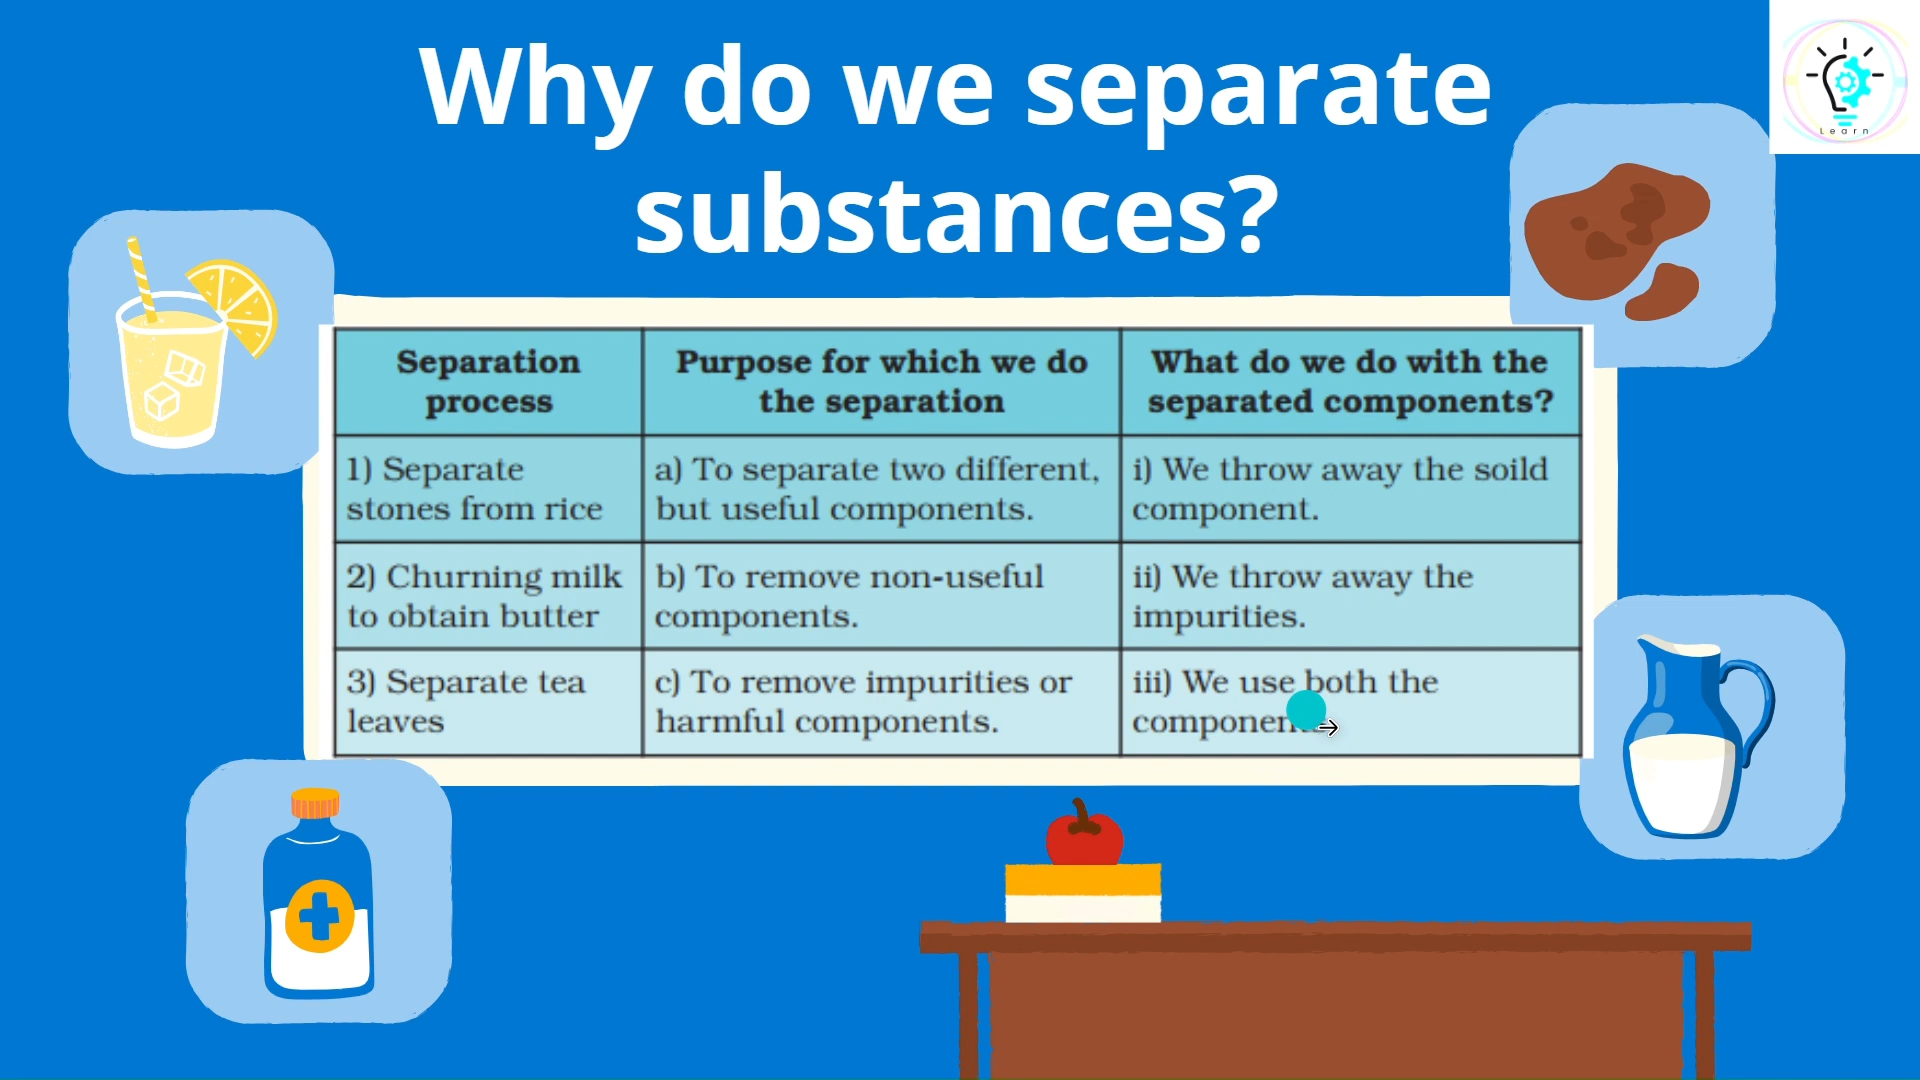 Why do we separate
substances?
Learn
Separation
process
Purpose for which we do
the separation
What do we do with the
separated components?
1) Separate
stones from rice
a) To separate two different,
but useful components.
i) We throw away the soild
component.
2) Churning milk
to obtain butter
b) To remove non-useful
components.
ii) We throw away the
impurities.
3) Separate tea
leaves
c) To remove impurities or
harmful components.
iii) We use both the